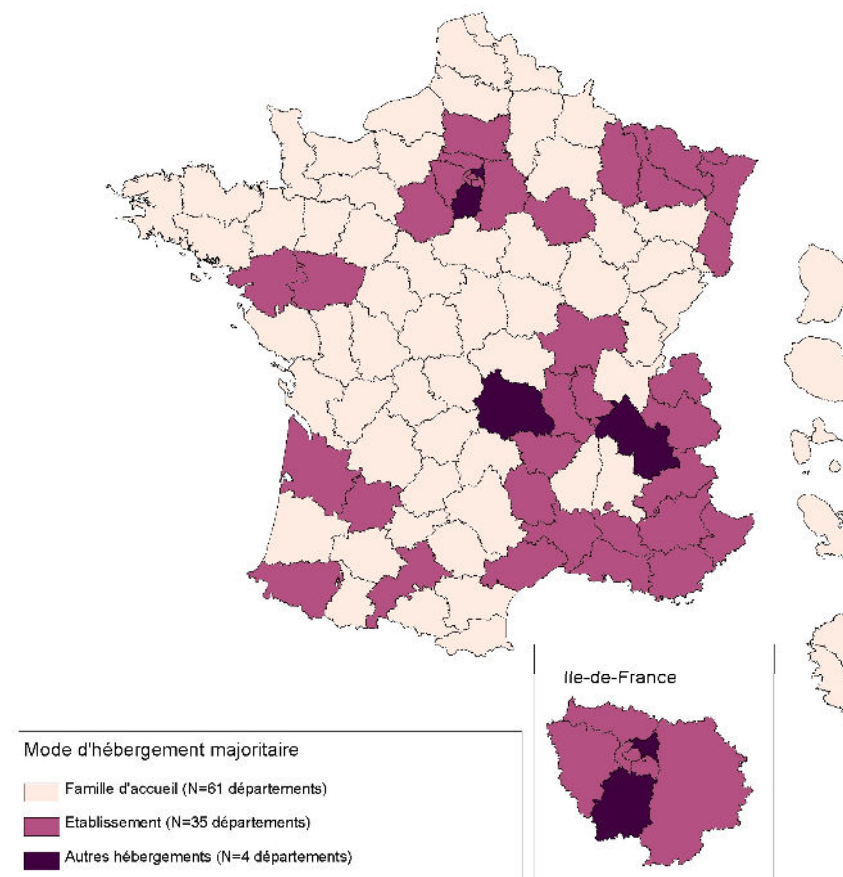 Ile-de-France
Mode d'hébergement majoritaire
Famille d'accueil (N=61 départements)
Etablissement (N=35 départements)
Autres hébergements (N=4 départements)